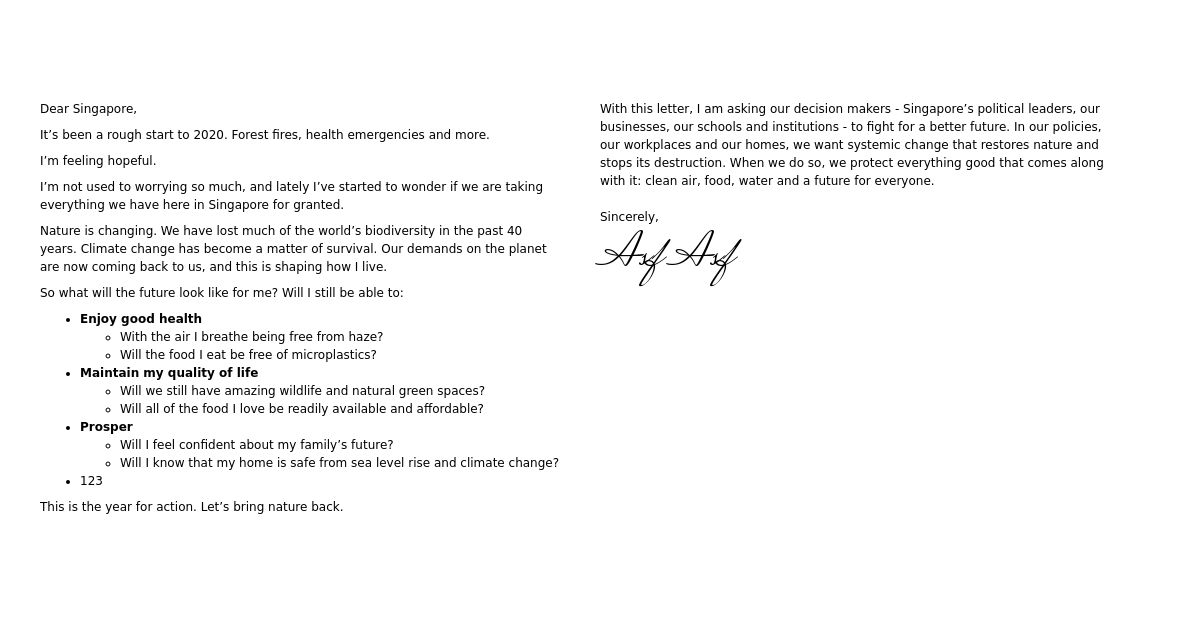 Dear Singapore,
It’s been a rough start to 2020. Forest fires, health emergencies and more.
I’m feeling hopeful.
I’m not used to worrying so much, and lately I’ve started to wonder if we are taking
everything we have here in Singapore for granted.
Nature is changing. We have lost much of the world’s biodiversity in the past 40
years. Climate change has become a matter of survival. Our demands on the planet
are now coming back to us, and this is shaping how I live.
So what will the future look like for me? Will I still be able to:
• Enjoy good health
◦ With the air I breathe being free from haze?
◦ Will the food I eat be free of microplastics?
• Maintain my quality of life
◦ Will we still have amazing wildlife and natural green spaces?
◦ Will all of the food I love be readily available and affordable?
• Prosper
◦ Will I feel confident about my family’s future?
◦ Will I know that my home is safe from sea level rise and climate change?
• 123
This is the year for action. Let’s bring nature back.
With this letter, I am asking our decision makers - Singapore’s political leaders, our
businesses, our schools and institutions - to fight for a better future. In our policies,
our workplaces and our homes, we want systemic change that restores nature and
stops its destruction. When we do so, we protect everything good that comes along
with it: clean air, food, water and a future for everyone.
Sincerely,